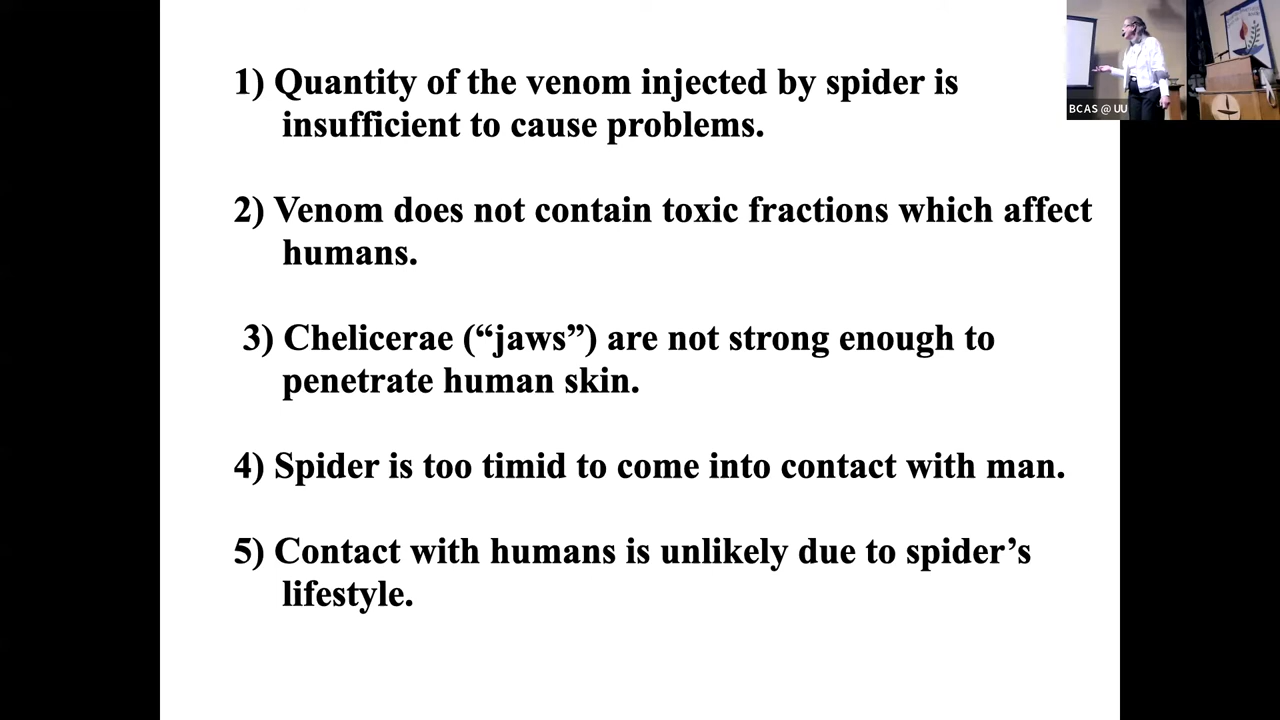 1) Quantity of the venom injected by spider is
insufficient to cause problems.
2) Venom does not contain toxic fractions which affect
humans.
3) Chelicerae (“jaws”) are not strong enough to
penetrate human skin.
4) Spider is too timid to come into contact with man.
5) Contact with humans is unlikely due to spider’s
lifestyle.
BCAS @ UU